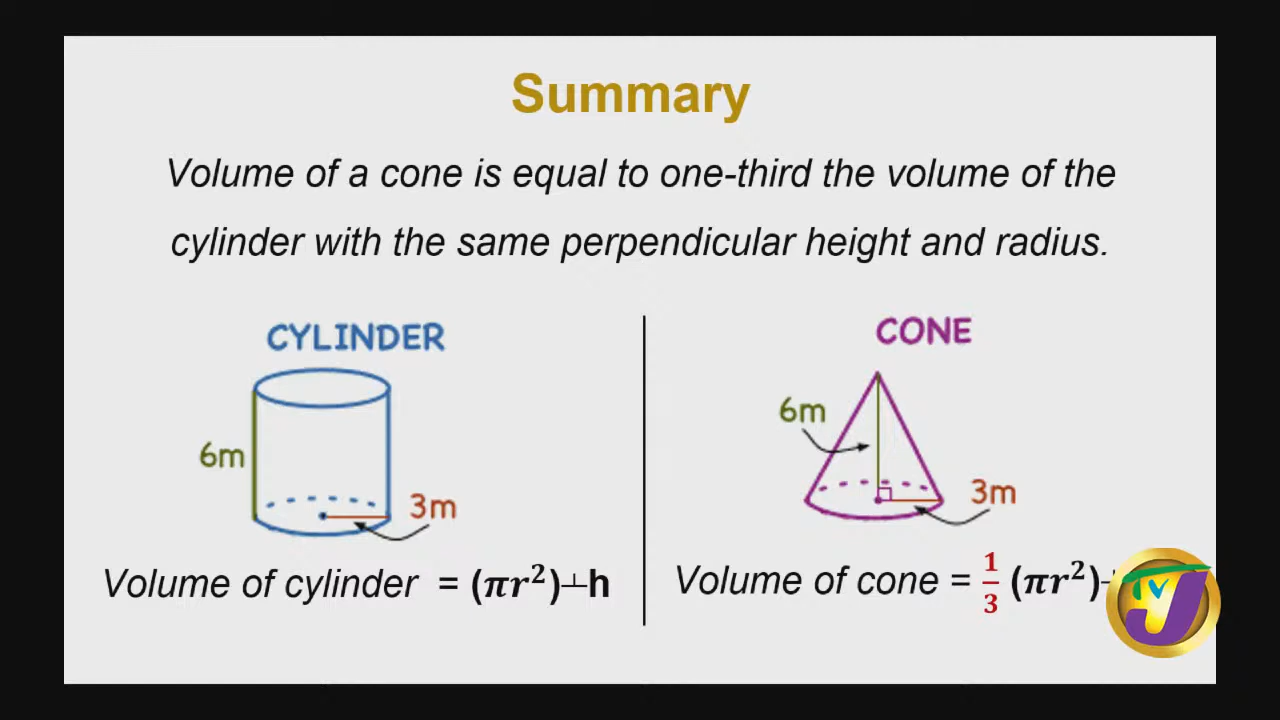 Summary
Volume of a cone is equal to one-third the volume of the
cylinder with the same perpendicular height and radius.
CYLINDER
6m
3m
Volume of cylinder = (πr²)⊥h
CONE
6m
3m
Volume of cone = 1/3 (πr²)
TVJ